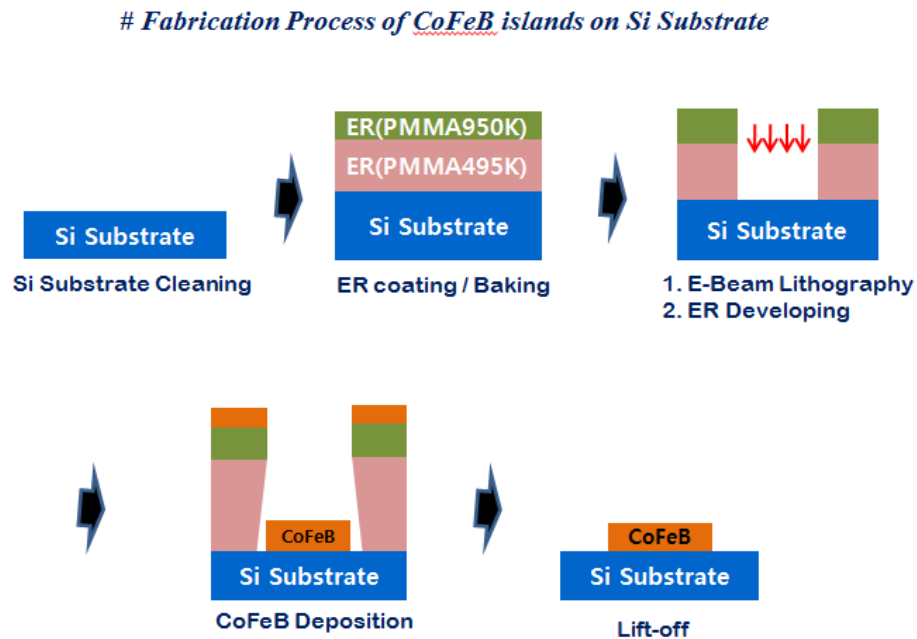 # Fabrication Process of CoFeB islands on Si Substrate
Si Substrate
Si Substrate Cleaning
ER(PMMA950K)
ER(PMMA495K)
Si Substrate
ER coating / Baking
Si Substrate
1. E-Beam Lithography
2. ER Developing
CoFeB
Si Substrate
CoFeB Deposition
CoFeB
Si Substrate
Lift-off